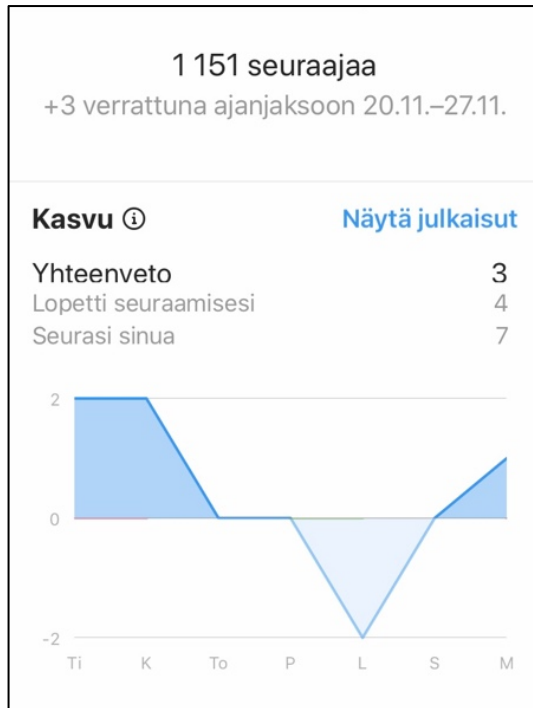 1 151 seuraajaa
+3 verrattuna ajanjaksoon 20.11.–27.11.
Kasvu Näytä julkaisut
Yhteenveto 3
Lopetti seuraamisesi 4
Seurasi sinua 7
2
0
-2
Ti K To P L S M